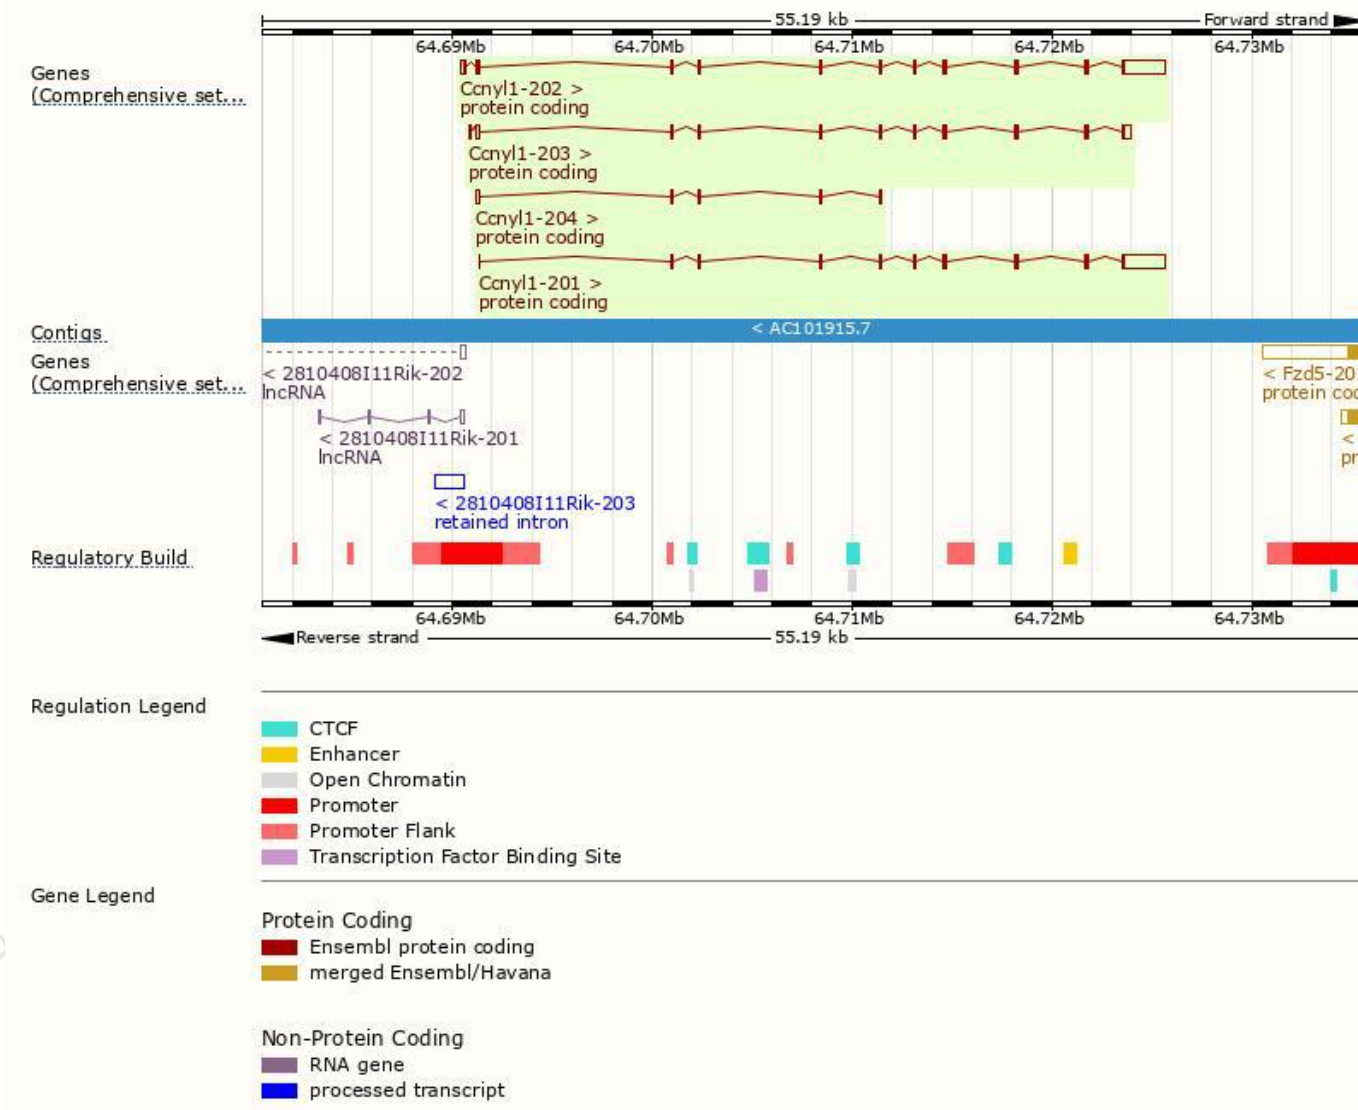 55.19 kb Forward strand
64.69Mb 64.70Mb 64.71Mb 64.72Mb 64.73Mb
Genes
(Comprehensive set...
Ccnyl1-202 >
protein coding
Ccnyl1-203 >
protein coding
Ccnyl1-204 >
protein coding
Ccnyl1-201 >
protein coding
Contigs
< AC101915.7
Genes
(Comprehensive set...
< 2810408I11Rik-202
lncRNA
< Fzd5-20
protein cod
< 2810408I11Rik-201
lncRNA
<
pr
< 2810408I11Rik-203
retained intron
Regulatory Build
64.69Mb 64.70Mb 64.71Mb 64.72Mb 64.73Mb
Reverse strand 55.19 kb
Regulation Legend
CTCF
Enhancer
Open Chromatin
Promoter
Promoter Flank
Transcription Factor Binding Site
Gene Legend
Protein Coding
Ensembl protein coding
merged Ensembl/Havana
Non-Protein Coding
RNA gene
processed transcript